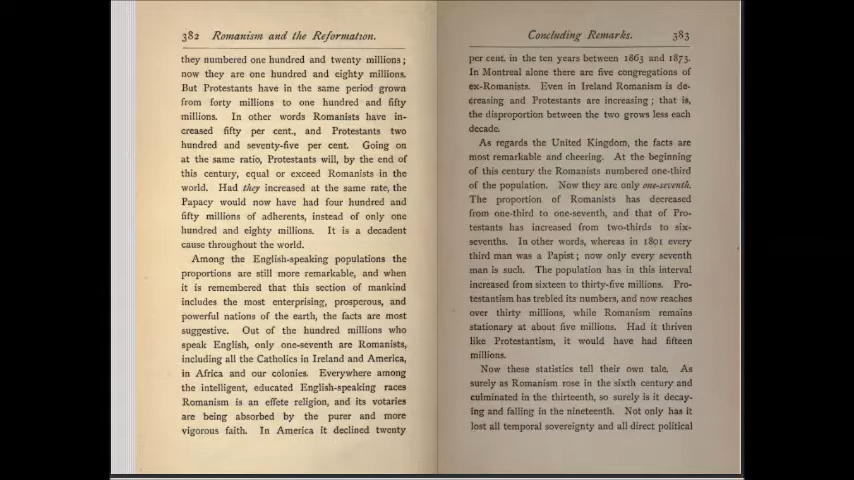 382 Romanism and the Reformation.
they numbered one hundred and twenty millions;
now they are one hundred and eighty millions.
But Protestants have in the same period grown
from forty millions to one hundred and fifty
millions. In other words Romanists have in-
creased fifty per cent., and Protestants two
hundred and seventy-five per cent. Going on
at the same ratio, Protestants will, by the end of
this century, equal or exceed Romanists in the
world. Had they increased at the same rate, the
Papacy would now have had four hundred and
fifty millions of adherents, instead of only one
hundred and eighty millions. It is a decadent
cause throughout the world.
Among the English-speaking populations the
proportions are still more remarkable, and when
it is remembered that this section of mankind
includes the most enterprising, prosperous, and
powerful nations of the earth, the facts are most
suggestive. Out of the hundred millions who
speak English, only one-seventh are Romanists,
including all the Catholics in Ireland and America,
in Africa and our colonies. Everywhere among
the intelligent, educated English-speaking races
Romanism is an effete religion, and its votaries
are being absorbed by the purer and more
vigorous faith. In America it declined twenty
Concluding Remarks. 383
per cent. in the ten years between 1863 and 1873.
In Montreal alone there are five congregations of
ex-Romanists. Even in Ireland Romanism is de-
creasing and Protestants are increasing; that is,
the disproportion between the two grows less each
decade.
As regards the United Kingdom, the facts are
most remarkable and cheering. At the beginning
of this century the Romanists numbered one-third
of the population. Now they are only one-seventh.
The proportion of Romanists has decreased
from one-third to one-seventh, and that of Pro-
testants has increased from two-thirds to six-
sevenths. In other words, whereas in 1801 every
third man was a Papist; now only every seventh
man is such. The population has in this interval
increased from sixteen to thirty-five millions. Pro-
testantism has trebled its numbers, and now reaches
over thirty millions, while Romanism remains
stationary at about five millions. Had it thriven
like Protestantism, it would have had fifteen
millions.
Now these statistics tell their own tale. As
surely as Romanism rose in the sixth century and
culminated in the thirteenth, so surely is it decay-
ing and falling in the nineteenth. Not only has it
lost all temporal sovereignty and all direct political